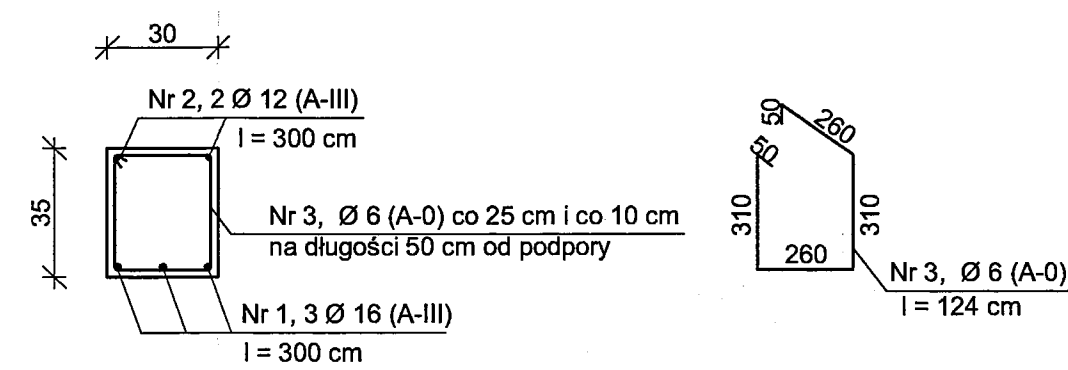 30
Nr 2, 2 Ø 12 (A-III)
l = 300 cm
35
Nr 3, Ø 6 (A-0) co 25 cm i co 10 cm
na długości 50 cm od podpory
Nr 1, 3 Ø 16 (A-III)
l = 300 cm
50
260
50
310
310
260
Nr 3, Ø 6 (A-0)
l = 124 cm